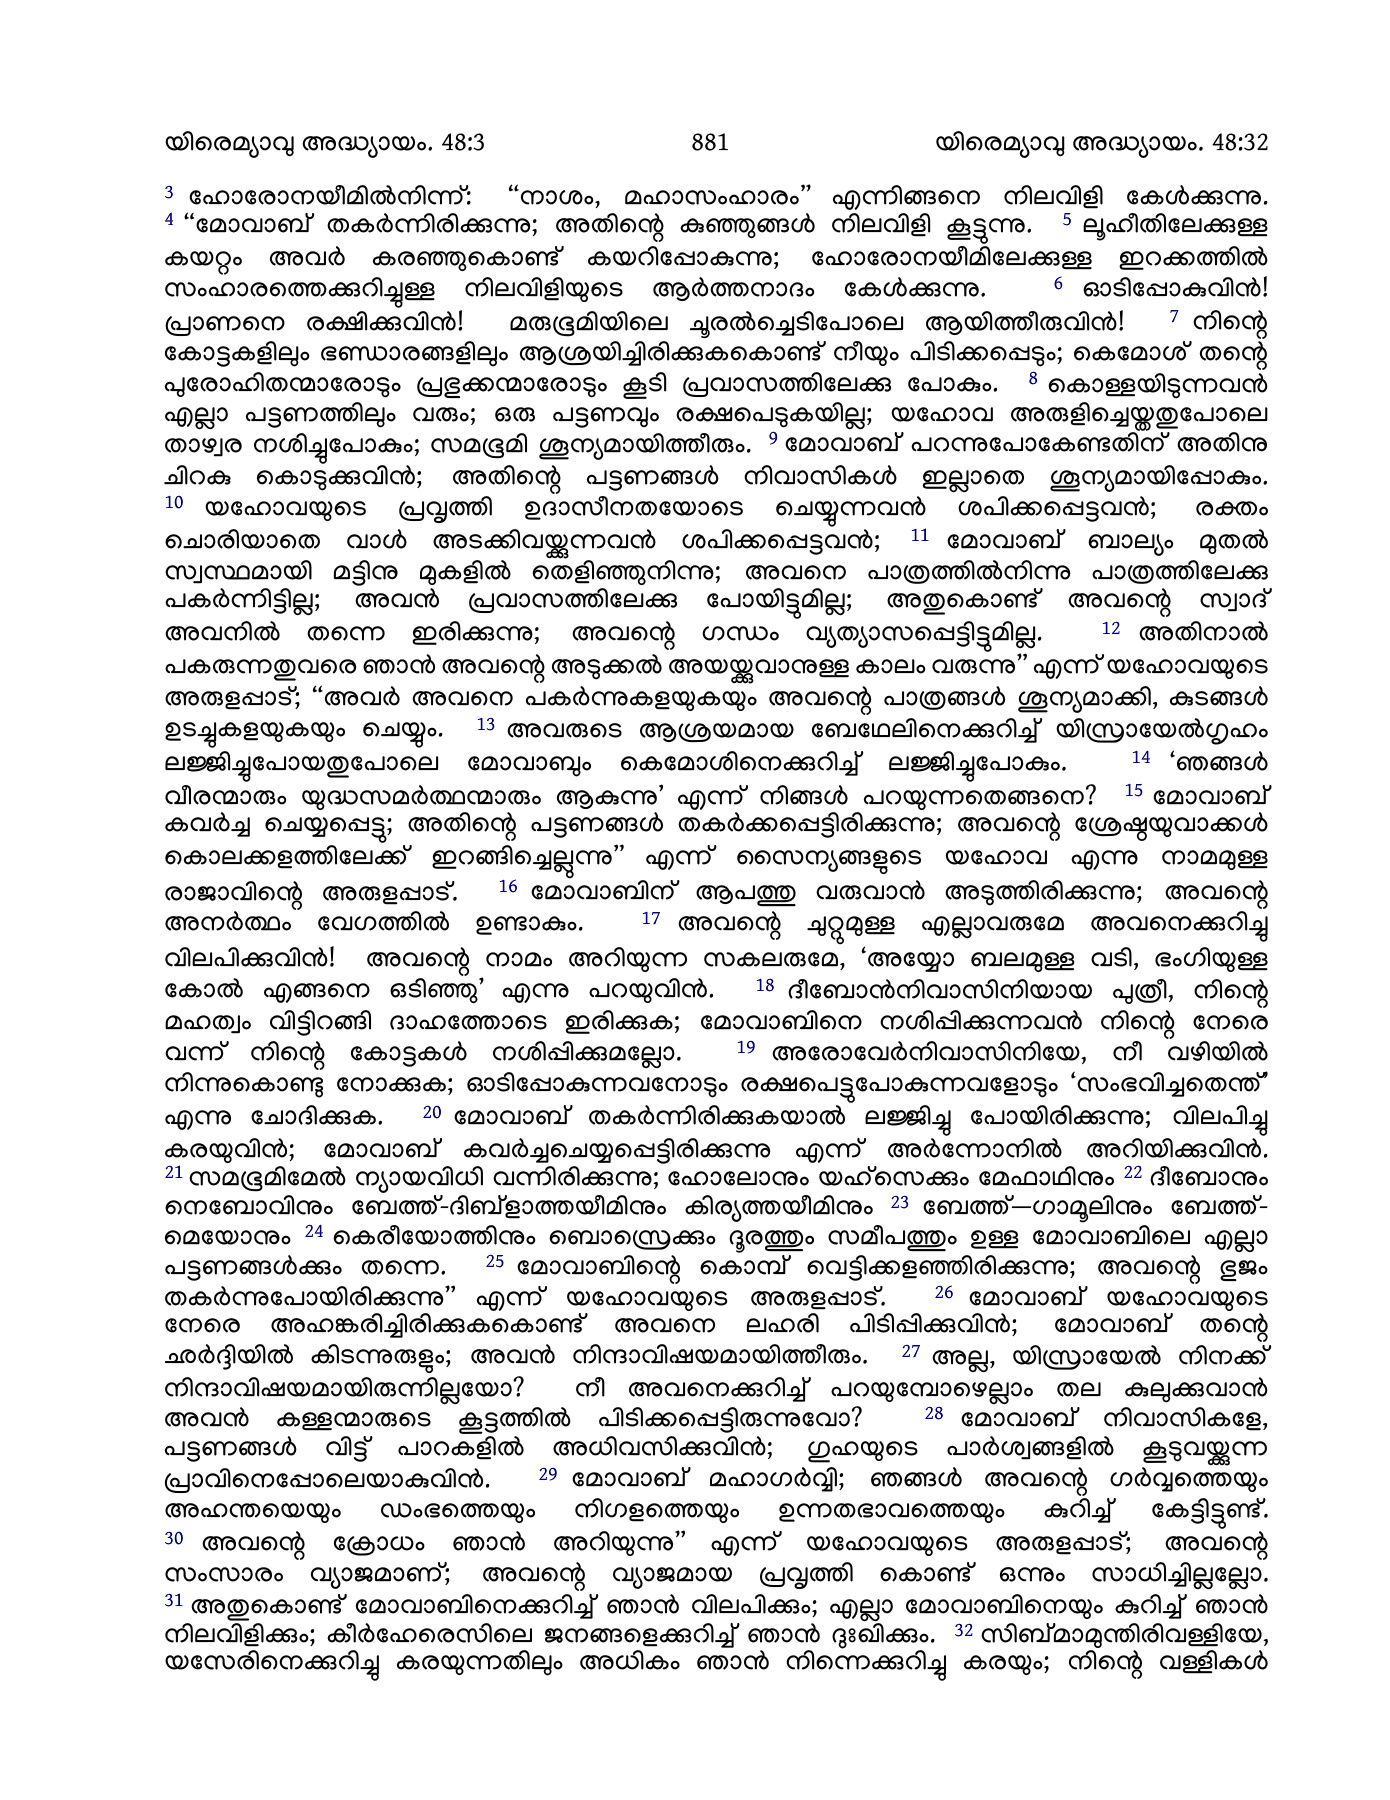 യിരെമ്യാവു അദ്ധ്യായം. 48:3 881 യിരെമ്യാവു അദ്ധ്യായം. 48:32
3 ഹോരോനയീമിൽനിന്ന്: “നാശം, മഹാസംഹാരം” എന്നിങ്ങനെ നിലവിളി കേൾക്കുന്നു.
4 “മോവാബ് തകർന്നിരിക്കുന്നു; അതിന്റെ കുഞ്ഞുങ്ങൾ നിലവിളി കൂട്ടുന്നു. 5 ലൂഹീതിലേക്കുള്ള
കയറ്റം അവർ കരഞ്ഞുകൊണ്ട് കയറിപ്പോകുന്നു; ഹോരോനയീമിലേക്കുള്ള ഇറക്കത്തിൽ
സംഹാരത്തെക്കുറിച്ചുള്ള നിലവിളിയുടെ ആർത്തനാദം കേൾക്കുന്നു. 6 ഓടിപ്പോകുവിൻ!
പ്രാണനെ രക്ഷിക്കുവിൻ! മരുഭൂമിയിലെ ചൂരൽച്ചെടിപോലെ ആയിത്തീരുവിൻ! 7 നിന്റെ
കോട്ടകളിലും ഭണ്ഡാരങ്ങളിലും ആശ്രയിച്ചിരിക്കുകകൊണ്ട് നീയും പിടിക്കപ്പെടും; കെമോശ് തന്റെ
പുരോഹിതന്മാരോടും പ്രഭുക്കന്മാരോടും കൂടി പ്രവാസത്തിലേക്കു പോകും. 8 കൊള്ളയിടുന്നവൻ
എല്ലാ പട്ടണത്തിലും വരും; ഒരു പട്ടണവും രക്ഷപെടുകയില്ല; യഹോവ അരുളിച്ചെയ്തതുപോലെ
താഴ്വര നശിച്ചുപോകും; സമഭൂമി ശൂന്യമായിത്തീരും. 9 മോവാബ് പറന്നുപോകേണ്ടതിന് അതിനു
ചിറകു കൊടുക്കുവിൻ; അതിന്റെ പട്ടണങ്ങൾ നിവാസികൾ ഇല്ലാതെ ശൂന്യമായിപ്പോകും.
10 യഹോവയുടെ പ്രവൃത്തി ഉദാസീനതയോടെ ചെയ്യുന്നവൻ ശപിക്കപ്പെട്ടവൻ; രക്തം
ചൊരിയാതെ വാൾ അടക്കിവയ്ക്കുന്നവൻ ശപിക്കപ്പെട്ടവൻ; 11 മോവാബ് ബാല്യം മുതൽ
സ്വസ്ഥമായി മട്ടിനു മുകളിൽ തെളിഞ്ഞുനിന്നു; അവനെ പാത്രത്തിൽനിന്നു പാത്രത്തിലേക്കു
പകർന്നിട്ടില്ല; അവൻ പ്രവാസത്തിലേക്കു പോയിട്ടുമില്ല; അതുകൊണ്ട് അവന്റെ സ്വാദ്
അവനിൽ തന്നെ ഇരിക്കുന്നു; അവന്റെ ഗന്ധം വ്യത്യാസപ്പെട്ടിട്ടുമില്ല. 12 അതിനാൽ
പകരുന്നതുവരെ ഞാൻ അവന്റെ അടുക്കൽ അയയ്ക്കുവാനുള്ള കാലം വരുന്നു” എന്ന് യഹോവയുടെ
അരുളപ്പാട്; “അവർ അവനെ പകർന്നുകളയുകയും അവന്റെ പാത്രങ്ങൾ ശൂന്യമാക്കി, കുടങ്ങൾ
ഉടച്ചുകളയുകയും ചെയ്യും. 13 അവരുടെ ആശ്രയമായ ബേഥേലിനെക്കുറിച്ച് യിസ്രായേൽഗൃഹം
ലജ്ജിച്ചുപോയതുപോലെ മോവാബും കെമോശിനെക്കുറിച്ച് ലജ്ജിച്ചുപോകും. 14 ‘ഞങ്ങൾ
വീരന്മാരും യുദ്ധസമർത്ഥന്മാരും ആകുന്നു’ എന്ന് നിങ്ങൾ പറയുന്നതെങ്ങനെ? 15 മോവാബ്
കവർച്ച ചെയ്യപ്പെട്ടു; അതിന്റെ പട്ടണങ്ങൾ തകർക്കപ്പെട്ടിരിക്കുന്നു; അവന്റെ ശ്രേഷ്ഠയുവാക്കൾ
കൊലക്കളത്തിലേക്ക് ഇറങ്ങിച്ചെല്ലുന്നു” എന്ന് സൈന്യങ്ങളുടെ യഹോവ എന്നു നാമമുള്ള
രാജാവിന്റെ അരുളപ്പാട്. 16 മോവാബിന് ആപത്തു വരുവാൻ അടുത്തിരിക്കുന്നു; അവന്റെ
അനർത്ഥം വേഗത്തിൽ ഉണ്ടാകും. 17 അവന്റെ ചുറ്റുമുള്ള എല്ലാവരുമേ അവനെക്കുറിച്ചു
വിലപിക്കുവിൻ! അവന്റെ നാമം അറിയുന്ന സകലരുമേ, ‘അയ്യോ ബലമുള്ള വടി, ഭംഗിയുള്ള
കോൽ എങ്ങനെ ഒടിഞ്ഞു’ എന്നു പറയുവിൻ. 18 ദീബോൻനിവാസിനിയായ പുത്രീ, നിന്റെ
മഹത്വം വിട്ടിറങ്ങി ദാഹത്തോടെ ഇരിക്കുക; മോവാബിനെ നശിപ്പിക്കുന്നവൻ നിന്റെ നേരെ
വന്ന് നിന്റെ കോട്ടകൾ നശിപ്പിക്കുമല്ലോ. 19 അരോവേർനിവാസിനിയേ, നീ വഴിയിൽ
നിന്നുകൊണ്ടു നോക്കുക; ഓടിപ്പോകുന്നവനോടും രക്ഷപെട്ടുപോകുന്നവളോടും ‘സംഭവിച്ചതെന്ത്’
എന്നു ചോദിക്കുക. 20 മോവാബ് തകർന്നിരിക്കുകയാൽ ലജ്ജിച്ചു പോയിരിക്കുന്നു; വിലപിച്ചു
കരയുവിൻ; മോവാബ് കവർച്ചചെയ്യപ്പെട്ടിരിക്കുന്നു എന്ന് അർന്നോനിൽ അറിയിക്കുവിൻ.
21 സമഭൂമിമേൽ ന്യായവിധി വന്നിരിക്കുന്നു; ഹോലോനും യഹ്സെക്കും മേഫാഥിനും 22 ദീബോനും
നെബോവിനും ബേത്ത്-ദിബ്ളാത്തയീമിനും കിര്യത്തയീമിനും 23 ബേത്ത്—ഗാമൂലിനും ബേത്ത്-
മെയോനും 24 കെരീയോത്തിനും ബൊസ്രെക്കും ദൂരത്തും സമീപത്തും ഉള്ള മോവാബിലെ എല്ലാ
പട്ടണങ്ങൾക്കും തന്നെ. 25 മോവാബിന്റെ കൊമ്പ് വെട്ടിക്കളഞ്ഞിരിക്കുന്നു; അവന്റെ ഭുജം
തകർന്നുപോയിരിക്കുന്നു” എന്ന് യഹോവയുടെ അരുളപ്പാട്. 26 മോവാബ് യഹോവയുടെ
നേരെ അഹങ്കരിച്ചിരിക്കുകകൊണ്ട് അവനെ ലഹരി പിടിപ്പിക്കുവിൻ; മോവാബ് തന്റെ
ഛർദ്ദിയിൽ കിടന്നുരുളും; അവൻ നിന്ദാവിഷയമായിത്തീരും. 27 അല്ല, യിസ്രായേൽ നിനക്ക്
നിന്ദാവിഷയമായിരുന്നില്ലയോ? നീ അവനെക്കുറിച്ച് പറയുമ്പോഴെല്ലാം തല കുലുക്കുവാൻ
അവൻ കള്ളന്മാരുടെ കൂട്ടത്തിൽ പിടിക്കപ്പെട്ടിരുന്നുവോ? 28 മോവാബ് നിവാസികളേ,
പട്ടണങ്ങൾ വിട്ട് പാറകളിൽ അധിവസിക്കുവിൻ; ഗുഹയുടെ പാർശ്വങ്ങളിൽ കൂടുവയ്ക്കുന്ന
പ്രാവിനെപ്പോലെയാകുവിൻ. 29 മോവാബ് മഹാഗർവ്വി; ഞങ്ങൾ അവന്റെ ഗർവ്വത്തെയും
അഹന്തയെയും ഡംഭത്തെയും നിഗളത്തെയും ഉന്നതഭാവത്തെയും കുറിച്ച് കേട്ടിട്ടുണ്ട്.
30 അവന്റെ ക്രോധം ഞാൻ അറിയുന്നു” എന്ന് യഹോവയുടെ അരുളപ്പാട്; അവന്റെ
സംസാരം വ്യാജമാണ്; അവന്റെ വ്യാജമായ പ്രവൃത്തി കൊണ്ട് ഒന്നും സാധിച്ചില്ലല്ലോ.
31 അതുകൊണ്ട് മോവാബിനെക്കുറിച്ച് ഞാൻ വിലപിക്കും; എല്ലാ മോവാബിനെയും കുറിച്ച് ഞാൻ
നിലവിളിക്കും; കീർഹേരെസിലെ ജനങ്ങളെക്കുറിച്ച് ഞാൻ ദുഃഖിക്കും. 32 സിബ്മാമുന്തിരിവള്ളിയേ,
യസേരിനെക്കുറിച്ചു കരയുന്നതിലും അധികം ഞാൻ നിന്നെക്കുറിച്ചു കരയും; നിന്റെ വള്ളികൾ